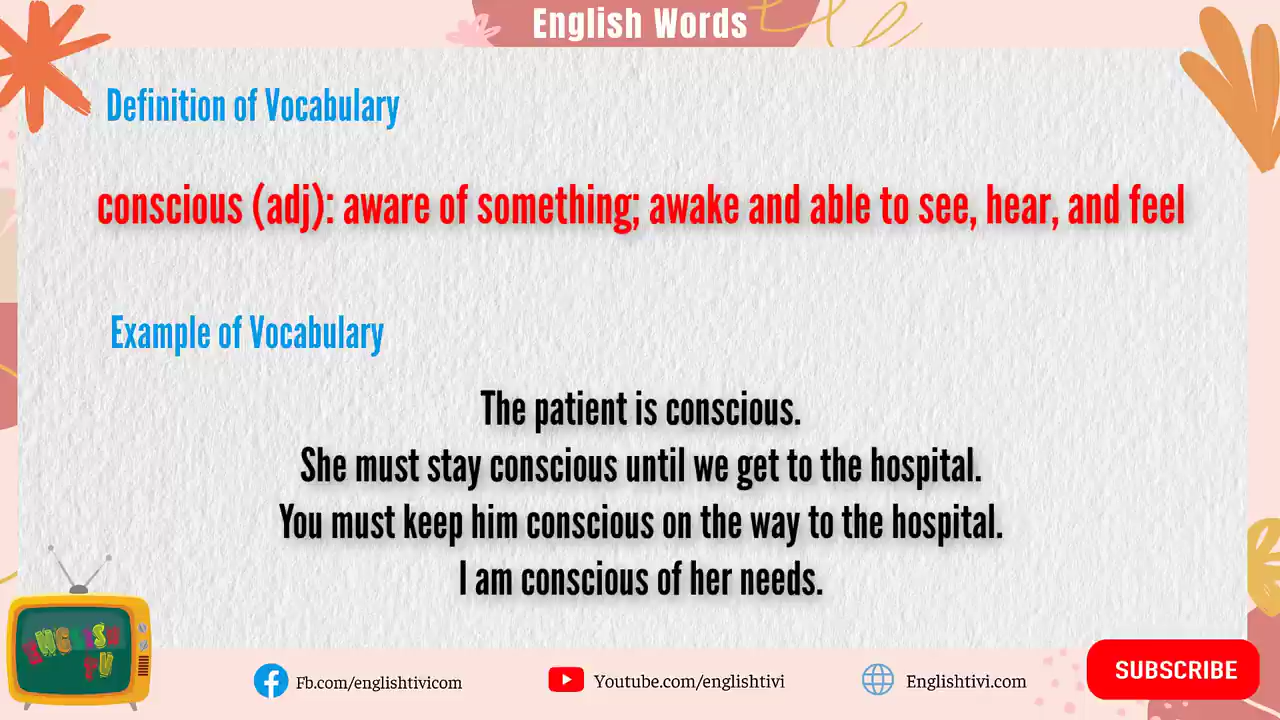 English Words
Definition of Vocabulary
conscious (adj): aware of something; awake and able to see, hear, and feel
Example of Vocabulary
The patient is conscious.
She must stay conscious until we get to the hospital.
You must keep him conscious on the way to the hospital.
I am conscious of her needs.
ENGLISH
TV
Fb.com/englishtivicom
Youtube.com/englishtivi
Englishtivi.com
SUBSCRIBE